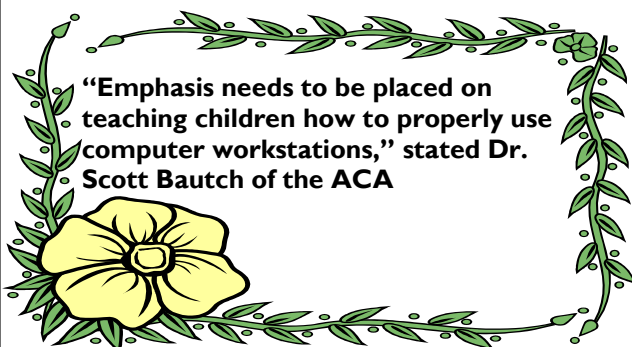 “Emphasis needs to be placed on
teaching children how to properly use
computer workstations,” stated Dr.
Scott Bautch of the ACA